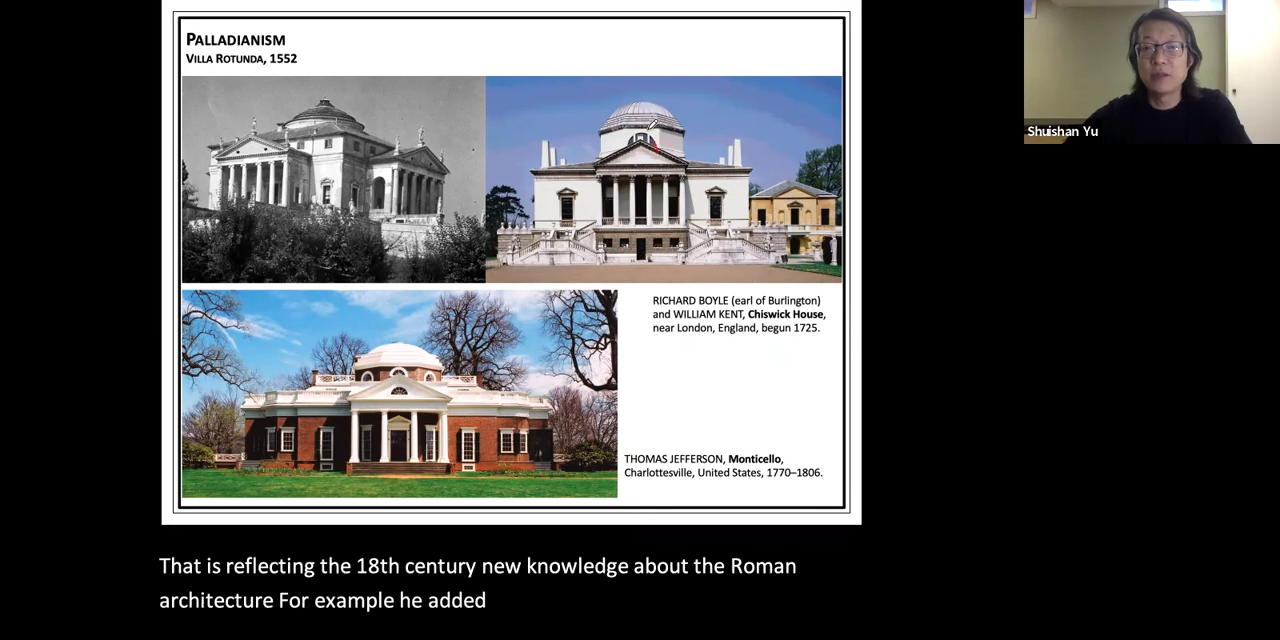 PALLADIANISM
VILLA ROTUNDA, 1552
Shuishan Yu
RICHARD BOYLE (earl of Burlington)
and WILLIAM KENT, Chiswick House,
near London, England, begun 1725.
THOMAS JEFFERSON, Monticello,
Charlottesville, United States, 1770–1806.
That is reflecting the 18th century new knowledge about the Roman
architecture For example he added